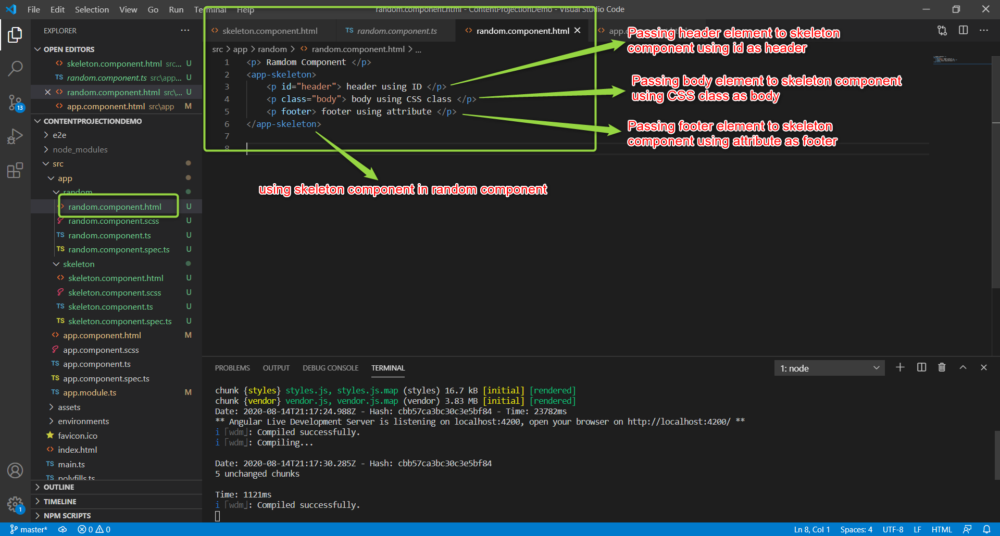 File Edit Selection View Go Run Terminal Help
random.component.html - ContentProjectionDemo - Visual Studio Code
EXPLORER
OPEN EDITORS
skeleton.component.html src... U
random.component.ts src\app... U
random.component.html src\... U
app.component.html src\app M
CONTENTPROJECTIONDEMO
e2e
node_modules
src
app
random
random.component.html U
random.component.scss U
TS random.component.ts U
TS random.component.spec.ts U
skeleton
skeleton.component.html U
skeleton.component.scss U
TS skeleton.component.ts U
TS skeleton.component.spec.ts U
app.component.html M
app.component.scss
TS app.component.ts
TS app.component.spec.ts
TS app.module.ts M
assets
environments
favicon.ico
index.html
TS main.ts
TS polyfills.ts
OUTLINE
TIMELINE
NPM SCRIPTS
13
1
skeleton.component.html
TS random.component.ts
random.component.html
src > app > random > random.component.html > ...
1 <p> Ramdom Component </p>
2 <app-skeleton>
3 <p id="header"> header using ID </p>
4 <p class="body"> body using CSS class </p>
5 <p footer> footer using attribute </p>
6 </app-skeleton>
7
8
Passing header element to skeleton
component using id as header
Passing body element to skeleton component
using CSS class as body
Passing footer element to skeleton
component using attribute as footer
using skeleton component in random component
PROBLEMS OUTPUT DEBUG CONSOLE TERMINAL
1: node
chunk {styles} styles.js, styles.js.map (styles) 16.7 kB [initial] [rendered]
chunk {vendor} vendor.js, vendor.js.map (vendor) 3.83 MB [initial] [rendered]
Date: 2020-08-14T21:17:24.988Z - Hash: cbb57ca3bc30c3e5bf84 - Time: 23782ms
** Angular Live Development Server is listening on localhost:4200, open your browser on http://localhost:4200/ **
i ｢wdm｣: Compiled successfully.
i ｢wdm｣: Compiling...
Date: 2020-08-14T21:17:30.285Z - Hash: cbb57ca3bc30c3e5bf84
5 unchanged chunks
Time: 1121ms
i ｢wdm｣: Compiled successfully.
master* 0 0
Ln 8, Col 1 Spaces: 4 UTF-8 LF HTML